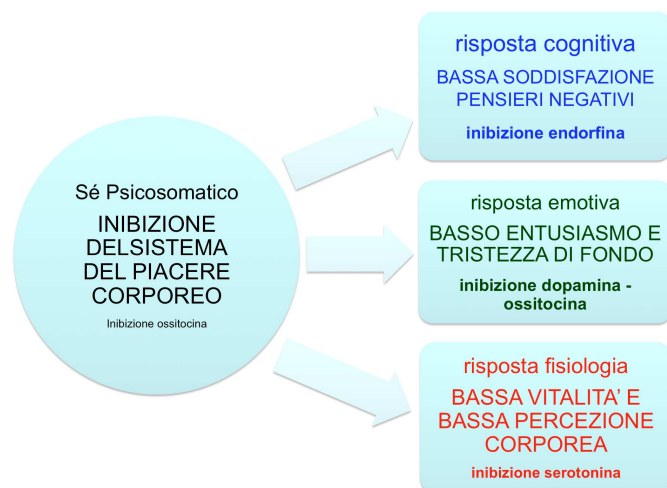 Sé Psicosomatico
INIBIZIONE
DELSISTEMA
DEL PIACERE
CORPOREO
Inibizione ossitocina
risposta cognitiva
BASSA SODDISFAZIONE
PENSIERI NEGATIVI
inibizione endorfina
risposta emotiva
BASSO ENTUSIASMO E
TRISTEZZA DI FONDO
inibizione dopamina -
ossitocina
risposta fisiologia
BASSA VITALITA’ E
BASSA PERCEZIONE
CORPOREA
inibizione serotonina